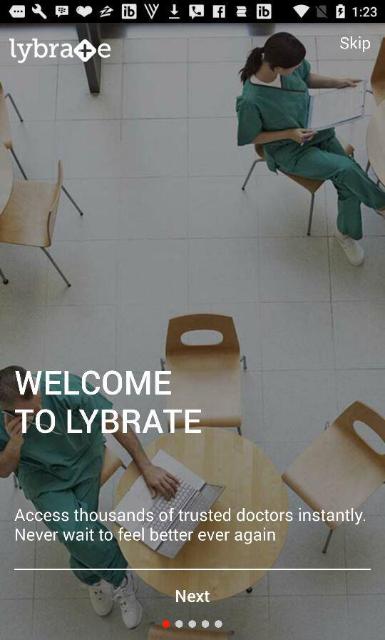 1:23
lybrate
Skip
WELCOME
TO LYBRATE
Access thousands of trusted doctors instantly.
Never wait to feel better ever again
Next